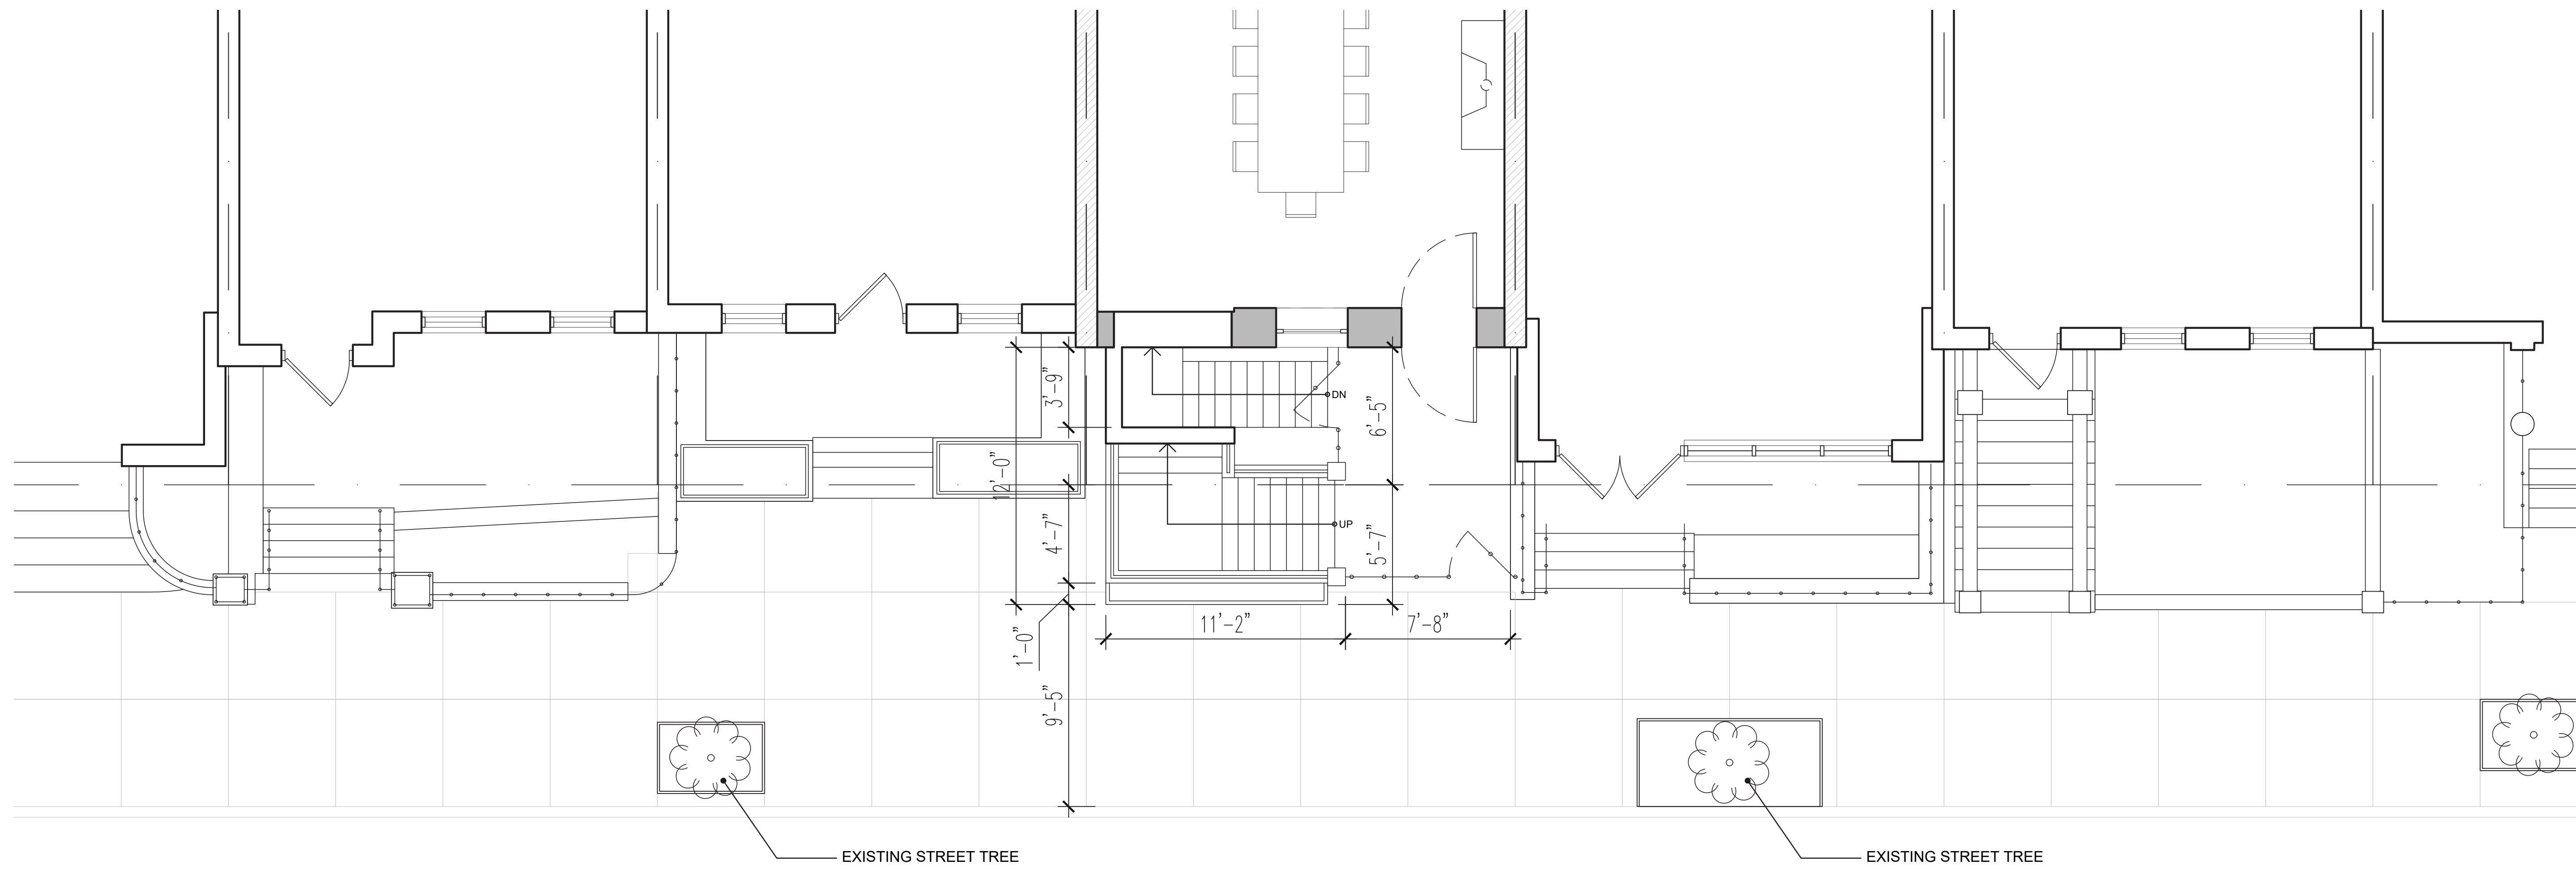 3'-9"
DN
6'-5"
12'-0"
4'-7"
UP
5'-7"
11'-2"
7'-8"
1'-0"
9'-5"
EXISTING STREET TREE
EXISTING STREET TREE